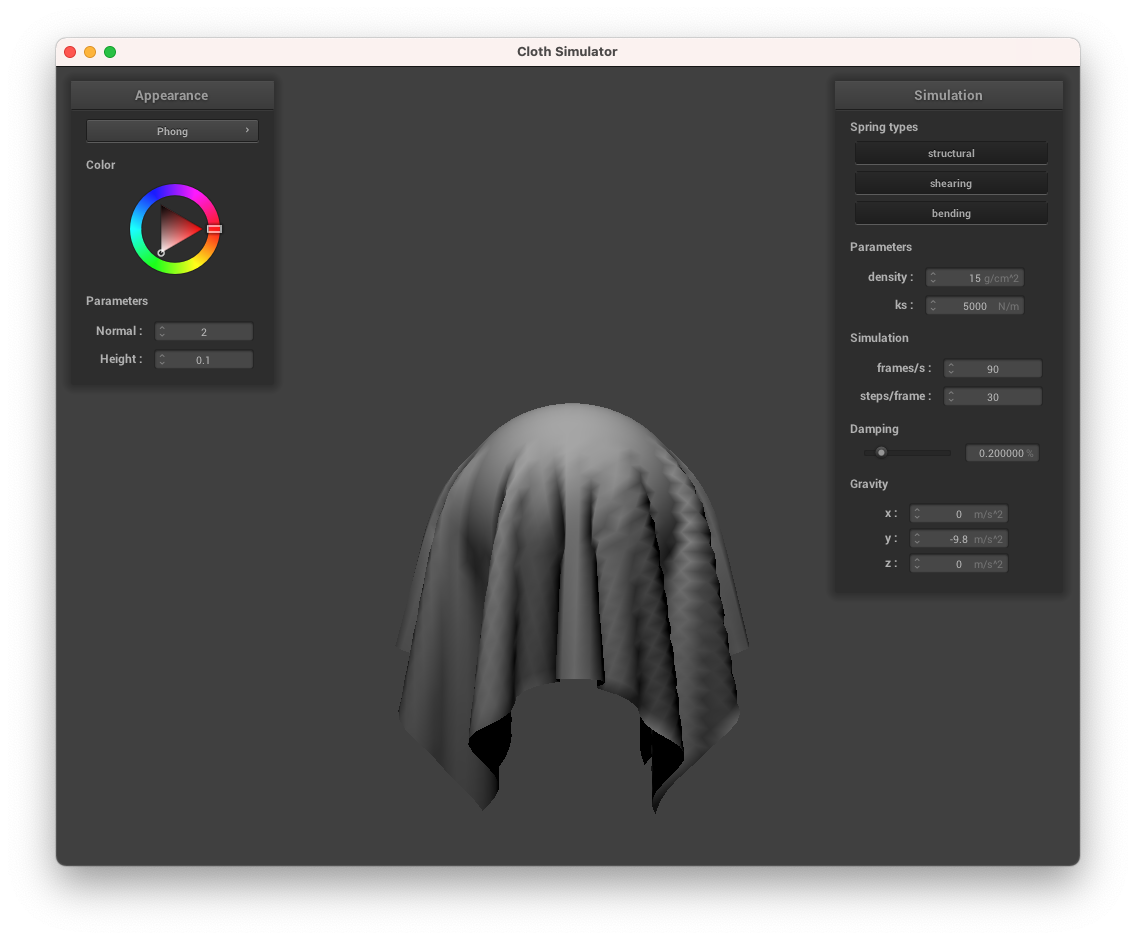 Cloth Simulator
Appearance
Phong
Color
Parameters
Normal : 2
Height : 0.1
Simulation
Spring types
structural
shearing
bending
Parameters
density : 15 g/cm^2
ks : 5000 N/m
Simulation
frames/s : 90
steps/frame : 30
Damping
0.200000 %
Gravity
x : 0 m/s^2
y : -9.8 m/s^2
z : 0 m/s^2